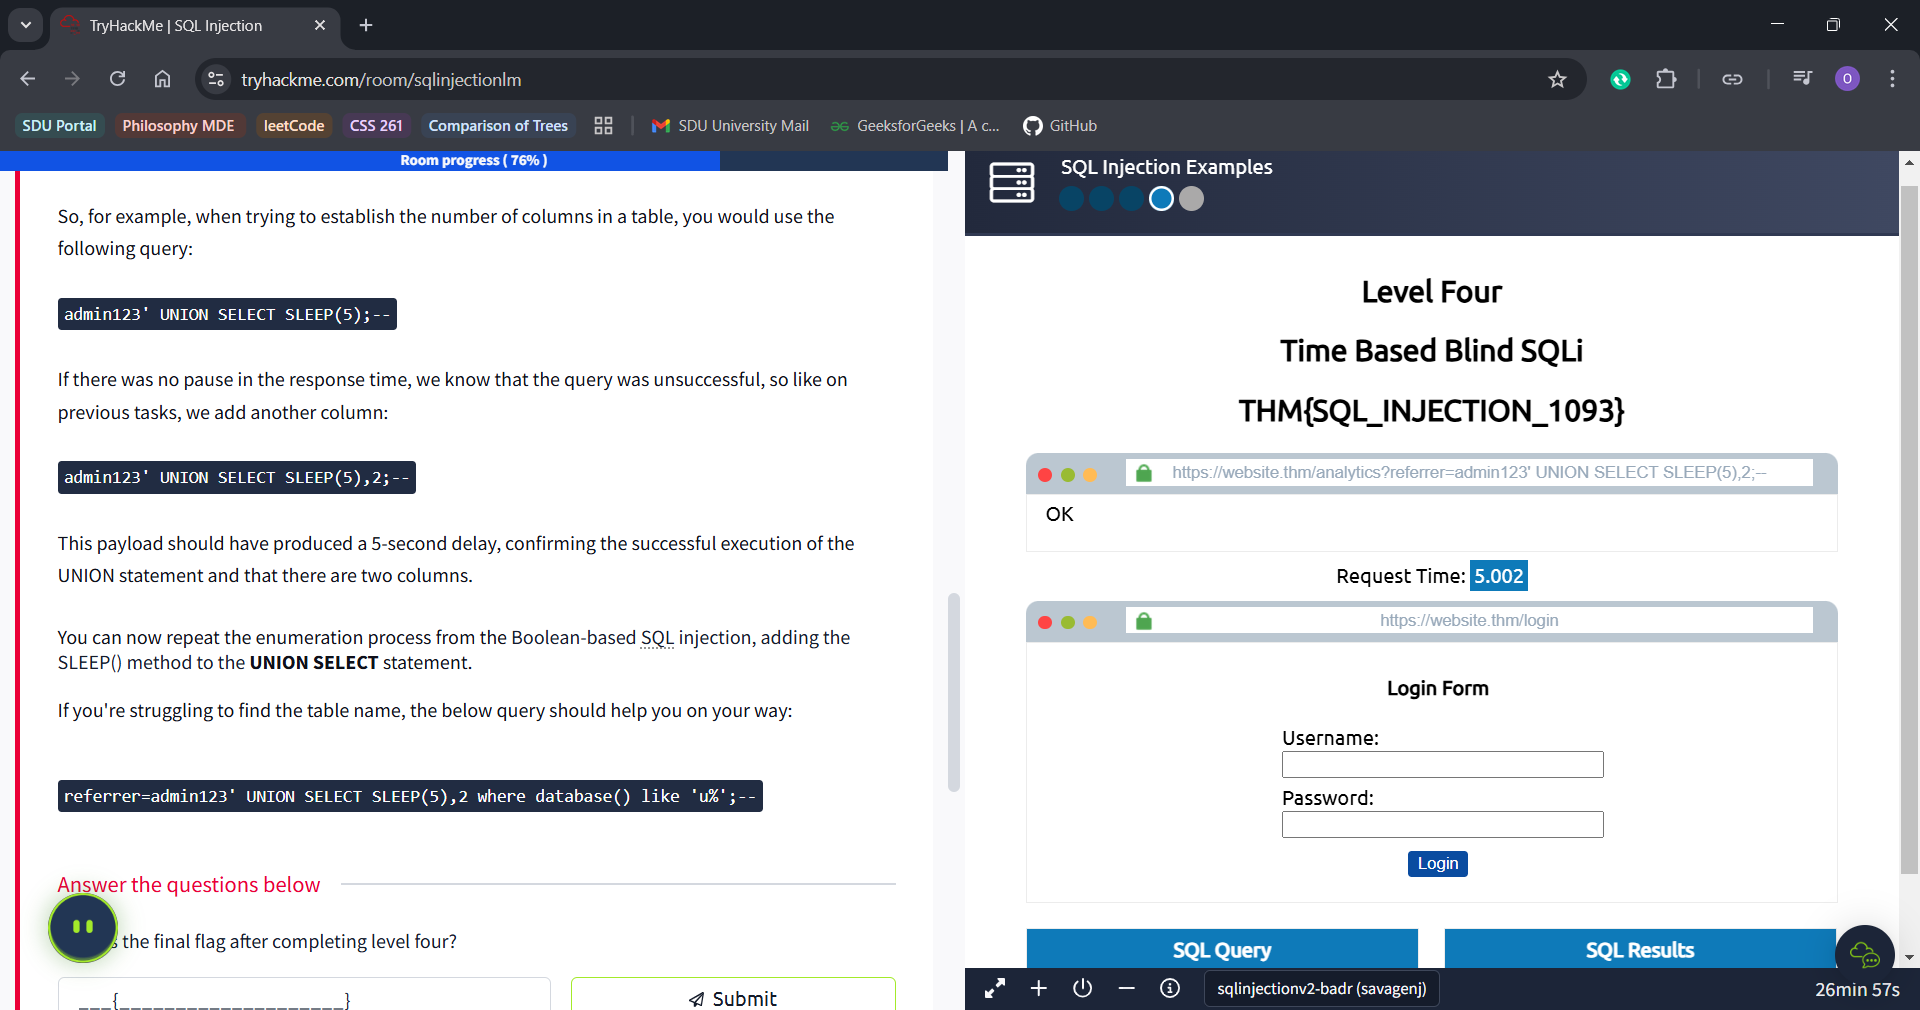 TryHackMe | SQL Injection
tryhackme.com/room/sqlinjectionlm
O
SDU Portal
Philosophy MDE
leetCode
CSS 261
Comparison of Trees
SDU University Mail
GeeksforGeeks | A c...
GitHub
Room progress ( 76% )
So, for example, when trying to establish the number of columns in a table, you would use the
following query:
admin123' UNION SELECT SLEEP(5);--
If there was no pause in the response time, we know that the query was unsuccessful, so like on
previous tasks, we add another column:
admin123' UNION SELECT SLEEP(5),2;--
This payload should have produced a 5-second delay, confirming the successful execution of the
UNION statement and that there are two columns.
You can now repeat the enumeration process from the Boolean-based SQL injection, adding the
SLEEP() method to the UNION SELECT statement.
If you're struggling to find the table name, the below query should help you on your way:
referrer=admin123' UNION SELECT SLEEP(5),2 where database() like 'u%';--
Answer the questions below
s the final flag after completing level four?
___{____________________}
Submit
SQL Injection Examples
Level Four
Time Based Blind SQLi
THM{SQL_INJECTION_1093}
https://website.thm/analytics?referrer=admin123' UNION SELECT SLEEP(5),2;--
OK
Request Time: 5.002
https://website.thm/login
Login Form
Username:
Password:
Login
SQL Query
SQL Results
sqlinjectionv2-badr (savagenj)
26min 57s